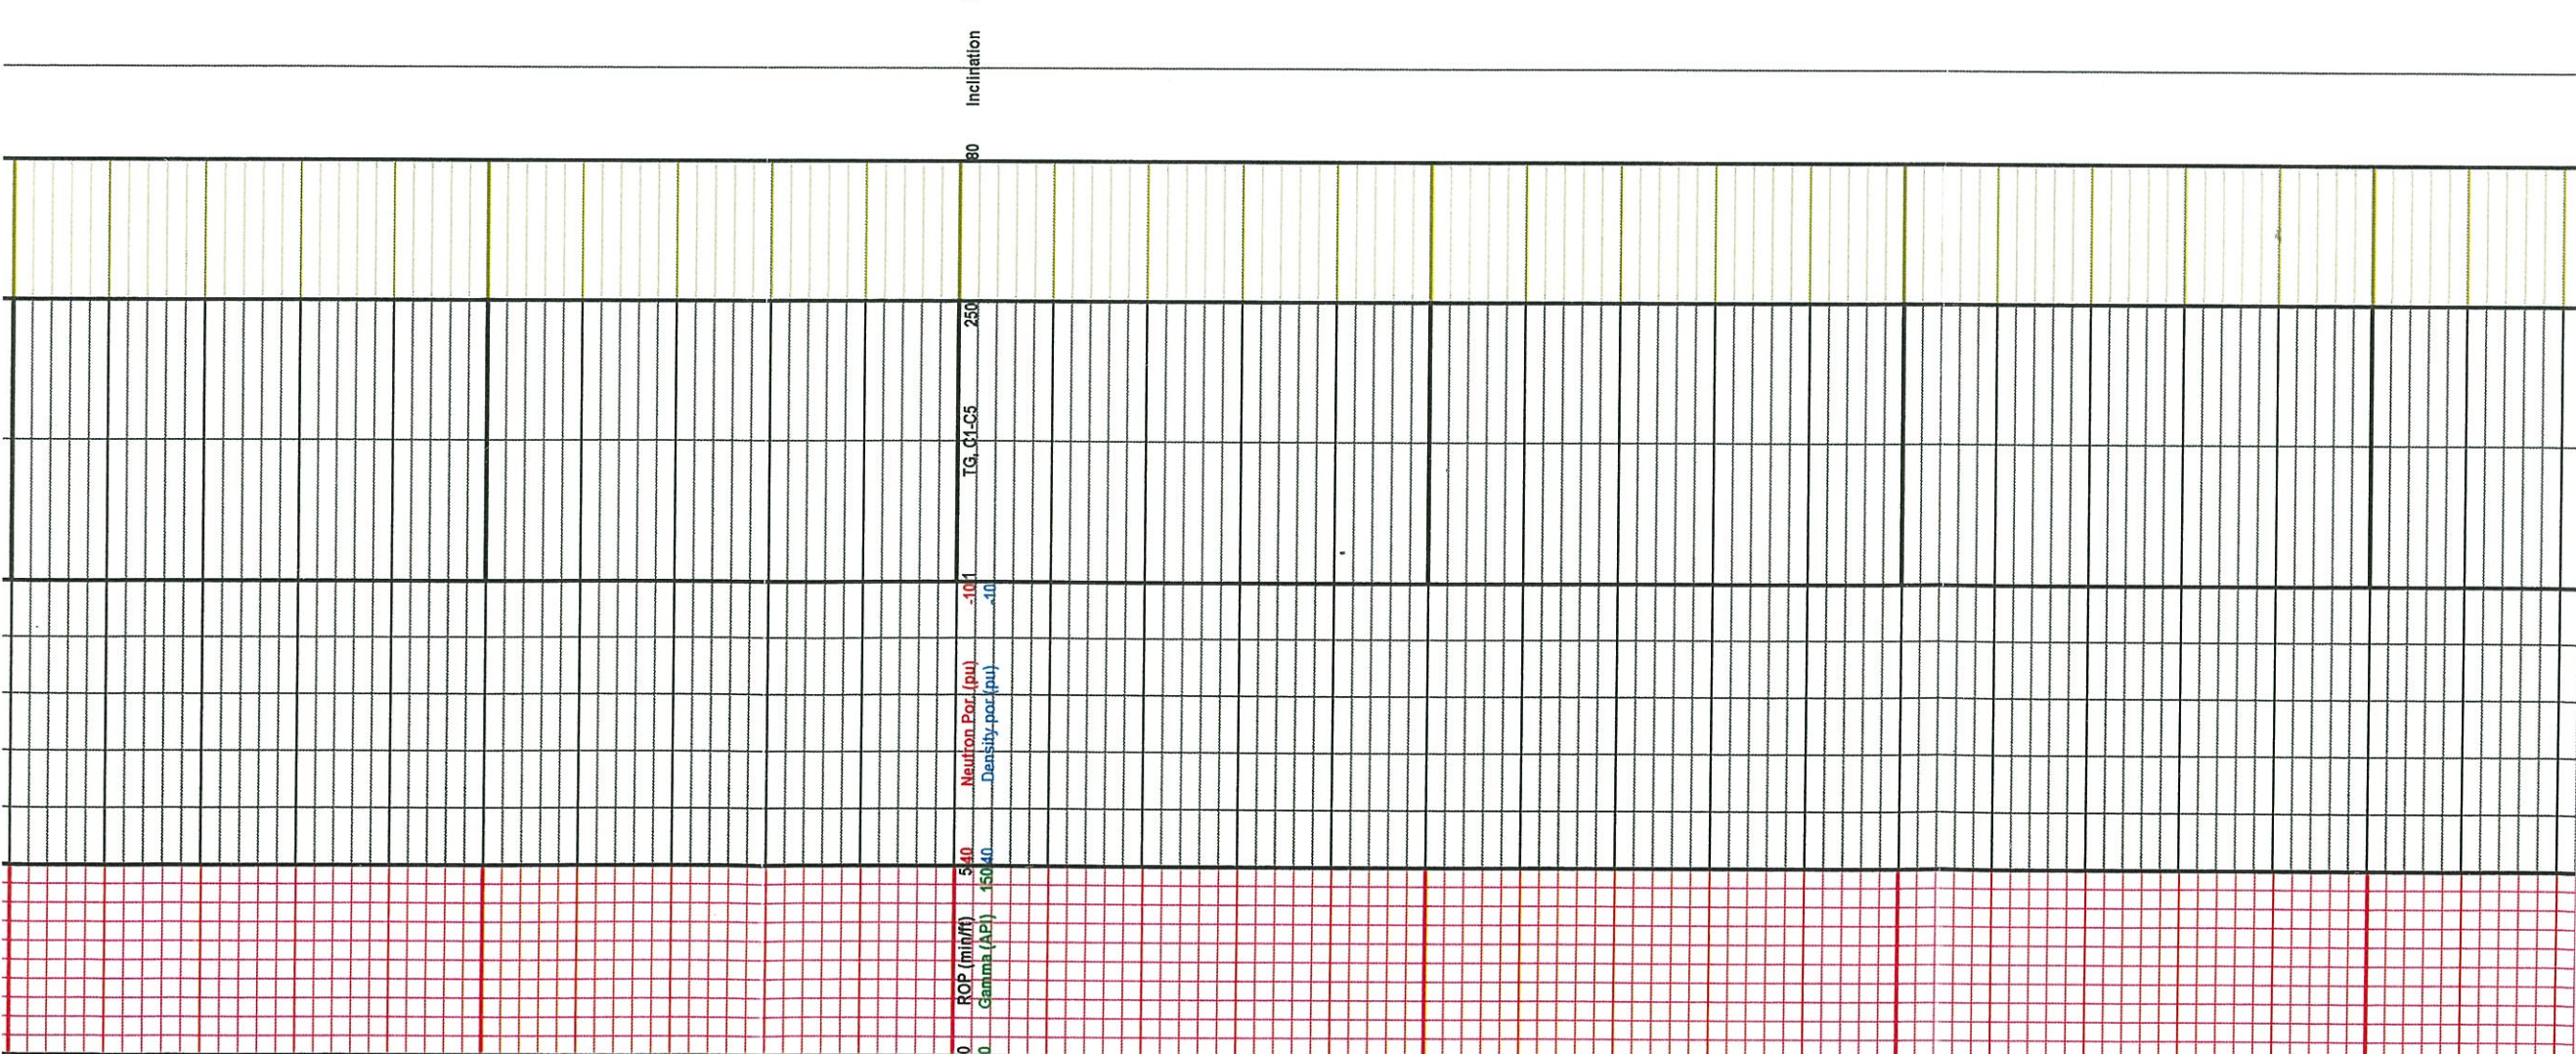 0 ROP (min/ft) 5 40 Neutron Por (pu) -10 1 TG, C1-C5 250 80 Inclination
0 Gamma (API) 150 40 Density por (pu) -10